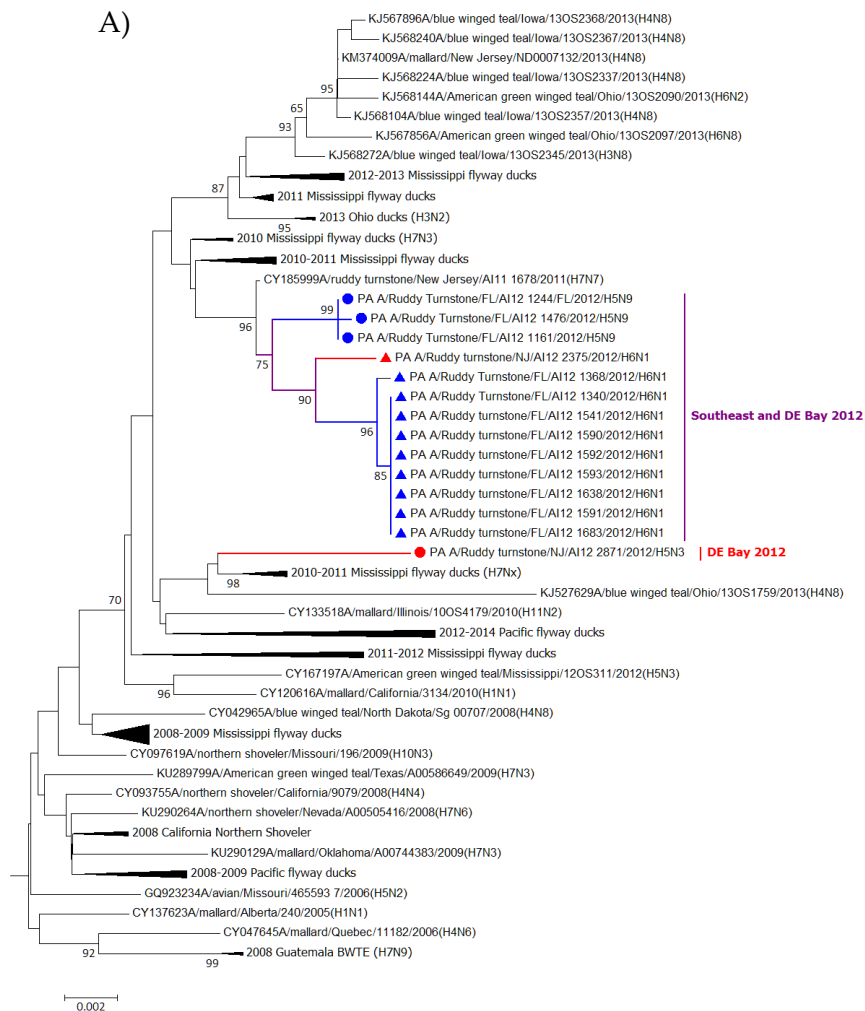 A)
KJ567896A/blue winged teal/Iowa/13OS2368/2013(H4N8)
KJ568240A/blue winged teal/Iowa/13OS2367/2013(H4N8)
KM374009A/mallard/New Jersey/ND0007132/2013(H4N8)
KJ568224A/blue winged teal/Iowa/13OS2337/2013(H4N8)
95
KJ568144A/American green winged teal/Ohio/13OS2090/2013(H6N2)
65
KJ568104A/blue winged teal/Iowa/13OS2357/2013(H4N8)
93
KJ567856A/American green winged teal/Ohio/13OS2097/2013(H6N8)
KJ568272A/blue winged teal/Iowa/13OS2345/2013(H3N8)
2012-2013 Mississippi flyway ducks
87
2011 Mississippi flyway ducks
2013 Ohio ducks (H3N2)
95
2010 Mississippi flyway ducks (H7N3)
2010-2011 Mississippi flyway ducks
CY185999A/ruddy turnstone/New Jersey/AI11 1678/2011(H7N7)
PA A/Ruddy Turnstone/FL/AI12 1244/FL/2012/H5N9
99
PA A/Ruddy Turnstone/FL/AI12 1476/2012/H5N9
96
PA A/Ruddy Turnstone/FL/AI12 1161/2012/H5N9
75
PA A/Ruddy turnstone/NJ/AI12 2375/2012/H6N1
PA A/Ruddy Turnstone/FL/AI12 1368/2012/H6N1
90
PA A/Ruddy Turnstone/FL/AI12 1340/2012/H6N1
PA A/Ruddy turnstone/FL/AI12 1541/2012/H6N1
Southeast and DE Bay 2012
96
PA A/Ruddy turnstone/FL/AI12 1590/2012/H6N1
PA A/Ruddy turnstone/FL/AI12 1592/2012/H6N1
85
PA A/Ruddy turnstone/FL/AI12 1593/2012/H6N1
PA A/Ruddy turnstone/FL/AI12 1638/2012/H6N1
PA A/Ruddy turnstone/FL/AI12 1591/2012/H6N1
PA A/Ruddy turnstone/FL/AI12 1683/2012/H6N1
PA A/Ruddy turnstone/NJ/AI12 2871/2012/H5N3
DE Bay 2012
2010-2011 Mississippi flyway ducks (H7Nx)
98
KJ527629A/blue winged teal/Ohio/13OS1759/2013(H4N8)
70
CY133518A/mallard/Illinois/10OS4179/2010(H11N2)
2012-2014 Pacific flyway ducks
2011-2012 Mississippi flyway ducks
CY167197A/American green winged teal/Mississippi/12OS311/2012(H5N3)
96
CY120616A/mallard/California/3134/2010(H1N1)
CY042965A/blue winged teal/North Dakota/Sg 00707/2008(H4N8)
2008-2009 Mississippi flyway ducks
CY097619A/northern shoveler/Missouri/196/2009(H10N3)
KU289799A/American green winged teal/Texas/A00586649/2009(H7N3)
CY093755A/northern shoveler/California/9079/2008(H4N4)
KU290264A/northern shoveler/Nevada/A00505416/2008(H7N6)
2008 California Northern Shoveler
KU290129A/mallard/Oklahoma/A00744383/2009(H7N3)
2008-2009 Pacific flyway ducks
GQ923234A/avian/Missouri/465593 7/2006(H5N2)
CY137623A/mallard/Alberta/240/2005(H1N1)
CY047645A/mallard/Quebec/11182/2006(H4N6)
92
2008 Guatemala BWTE (H7N9)
99
0.002